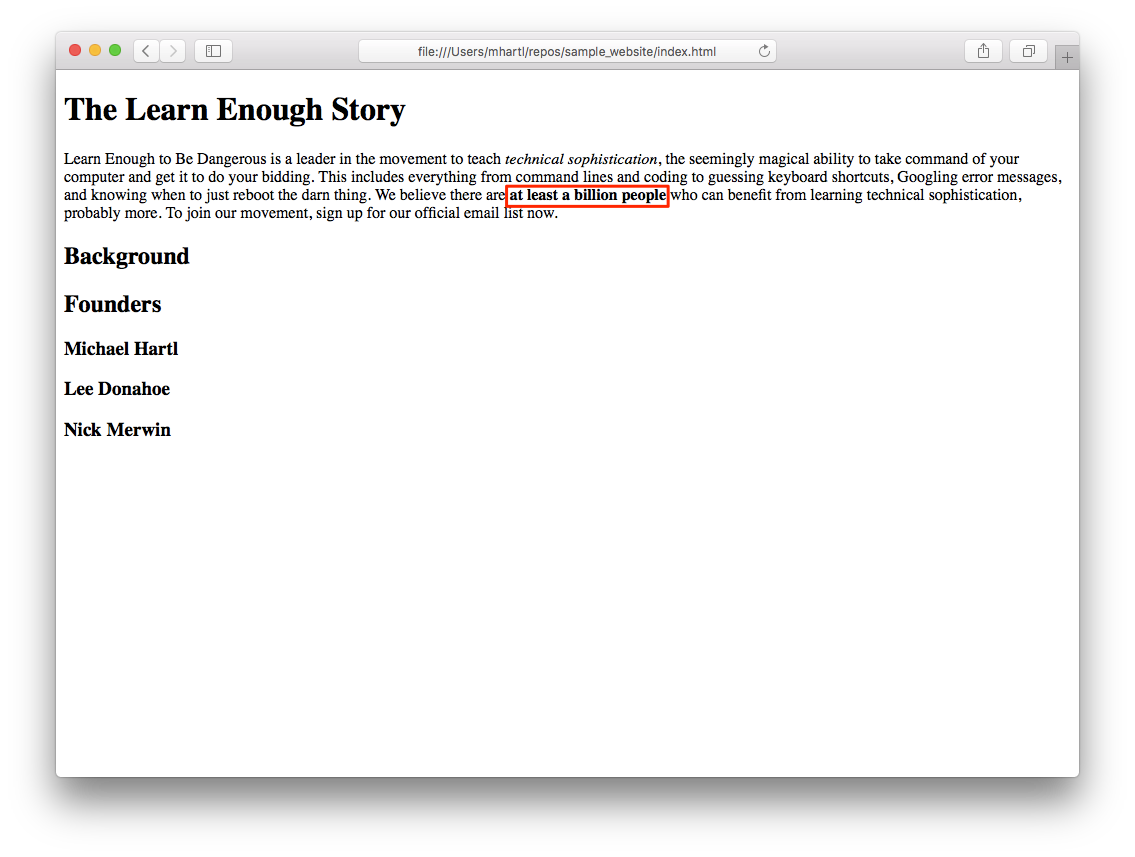 file:///Users/mhartl/repos/sample_website/index.html
The Learn Enough Story
Learn Enough to Be Dangerous is a leader in the movement to teach technical sophistication, the seemingly magical ability to take command of your
computer and get it to do your bidding. This includes everything from command lines and coding to guessing keyboard shortcuts, Googling error messages,
and knowing when to just reboot the darn thing. We believe there are at least a billion people who can benefit from learning technical sophistication,
probably more. To join our movement, sign up for our official email list now.
Background
Founders
Michael Hartl
Lee Donahoe
Nick Merwin